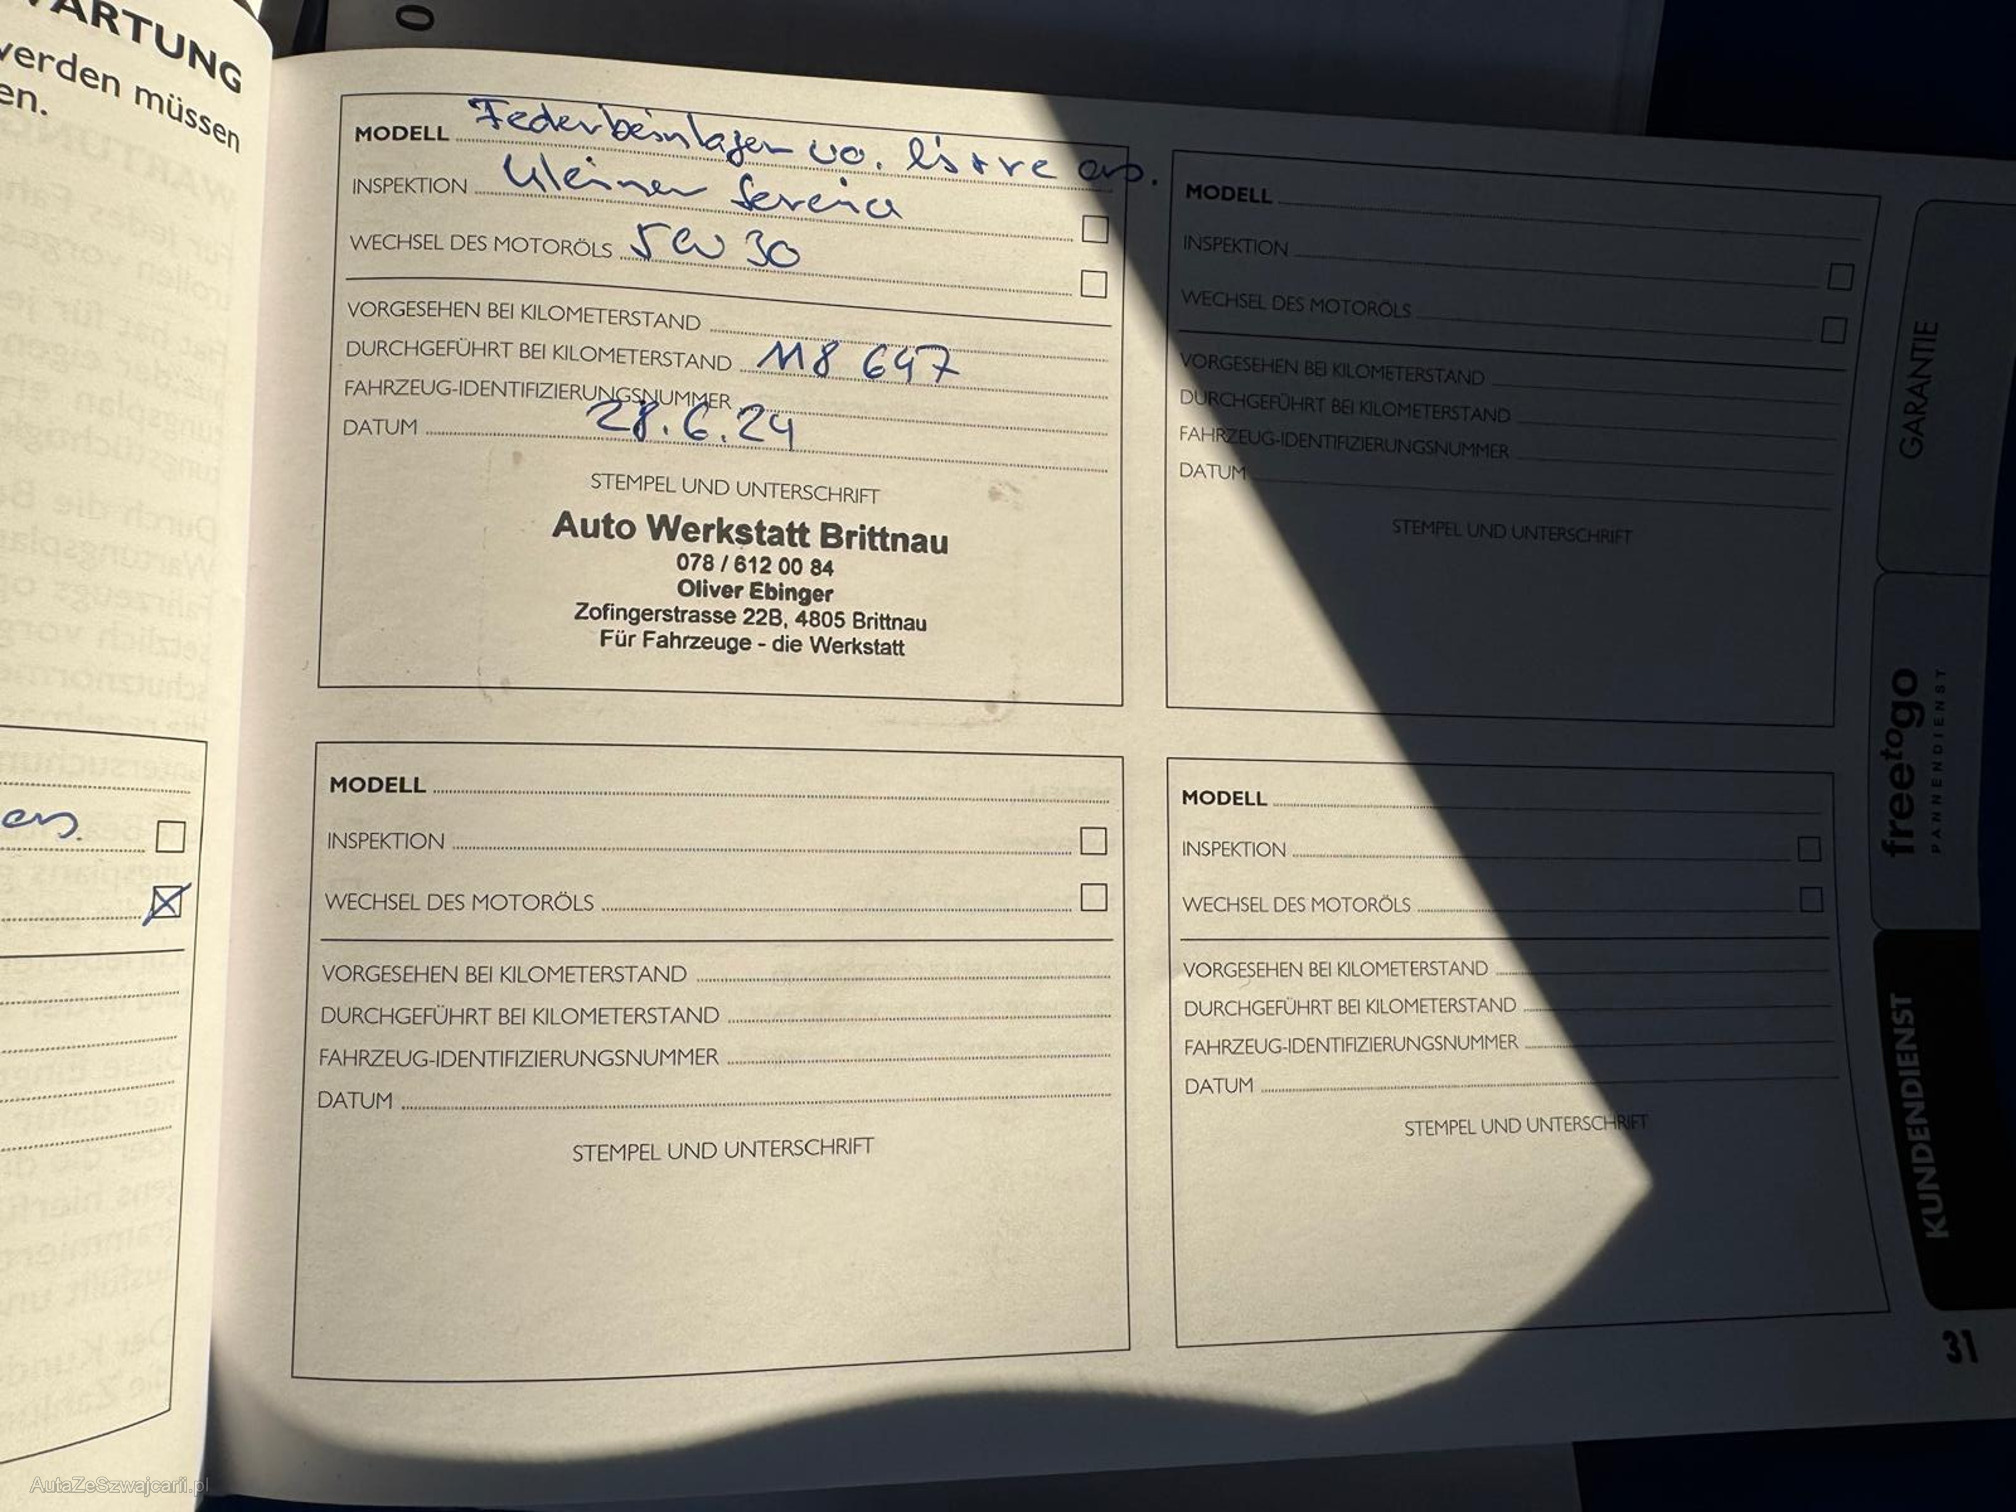 WARTUNG
werden müssen
en.
MODELL Federbeinlager vo. li + re ers.
INSPEKTION kleiner Service
WECHSEL DES MOTORÖLS 5W30
VORGESEHEN BEI KILOMETERSTAND
DURCHGEFÜHRT BEI KILOMETERSTAND 118 647
FAHRZEUG-IDENTIFIZIERUNGSNUMMER
DATUM 28.6.24
STEMPEL UND UNTERSCHRIFT
Auto Werkstatt Brittnau
078 / 612 00 84
Oliver Ebinger
Zofingerstrasse 22B, 4805 Brittnau
Für Fahrzeuge - die Werkstatt
MODELL
INSPEKTION
WECHSEL DES MOTORÖLS
VORGESEHEN BEI KILOMETERSTAND
DURCHGEFÜHRT BEI KILOMETERSTAND
FAHRZEUG-IDENTIFIZIERUNGSNUMMER
DATUM
STEMPEL UND UNTERSCHRIFT
ers.
MODELL
INSPEKTION
WECHSEL DES MOTORÖLS
VORGESEHEN BEI KILOMETERSTAND
DURCHGEFÜHRT BEI KILOMETERSTAND
FAHRZEUG-IDENTIFIZIERUNGSNUMMER
DATUM
STEMPEL UND UNTERSCHRIFT
MODELL
INSPEKTION
WECHSEL DES MOTORÖLS
VORGESEHEN BEI KILOMETERSTAND
DURCHGEFÜHRT BEI KILOMETERSTAND
FAHRZEUG-IDENTIFIZIERUNGSNUMMER
DATUM
STEMPEL UND UNTERSCHRIFT
GARANTIE
freetogo
PANNENDIENST
KUNDENDIENST
31
AutaZeSzwajcarii.pl